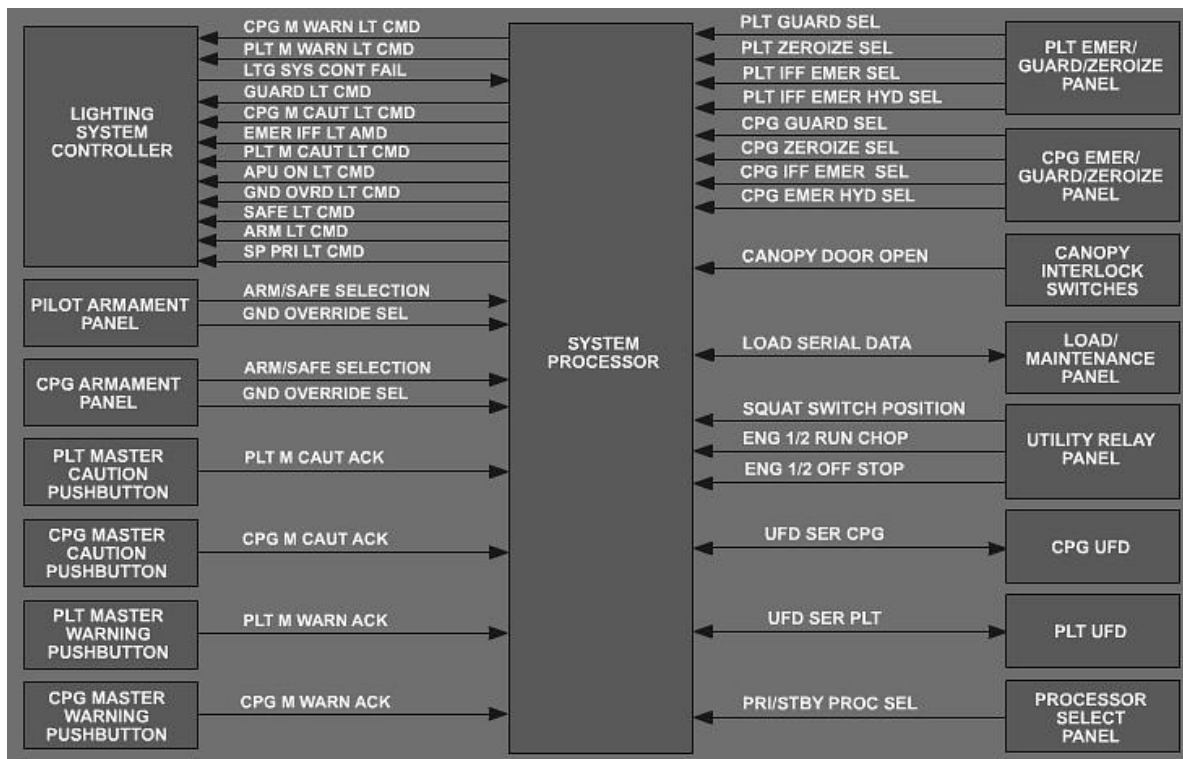 CPG M WARN LT CMD
PLT M WARN LT CMD
LTG SYS CONT FAIL
GUARD LT CMD
CPG M CAUT LT CMD
EMER IFF LT AMD
PLT M CAUT LT CMD
APU ON LT CMD
GND OVRD LT CMD
SAFE LT CMD
ARM LT CMD
SP PRI LT CMD
LIGHTING
SYSTEM
CONTROLLER
PILOT ARMAMENT
PANEL
ARM/SAFE SELECTION
GND OVERRIDE SEL
CPG ARMAMENT
PANEL
ARM/SAFE SELECTION
GND OVERRIDE SEL
PLT MASTER
CAUTION
PUSHBUTTON
PLT M CAUT ACK
CPG MASTER
CAUTION
PUSHBUTTON
CPG M CAUT ACK
PLT MASTER
WARNING
PUSHBUTTON
PLT M WARN ACK
CPG MASTER
WARNING
PUSHBUTTON
CPG M WARN ACK
SYSTEM
PROCESSOR
PLT GUARD SEL
PLT ZEROIZE SEL
PLT IFF EMER SEL
PLT IFF EMER HYD SEL
PLT EMER/
GUARD/ZEROIZE
PANEL
CPG GUARD SEL
CPG ZEROIZE SEL
CPG IFF EMER SEL
CPG EMER HYD SEL
CPG EMER/
GUARD/ZEROIZE
PANEL
CANOPY DOOR OPEN
CANOPY
INTERLOCK
SWITCHES
LOAD SERIAL DATA
LOAD/
MAINTENANCE
PANEL
SQUAT SWITCH POSITION
ENG 1/2 RUN CHOP
ENG 1/2 OFF STOP
UTILITY RELAY
PANEL
UFD SER CPG
CPG UFD
UFD SER PLT
PLT UFD
PRI/STBY PROC SEL
PROCESSOR
SELECT
PANEL